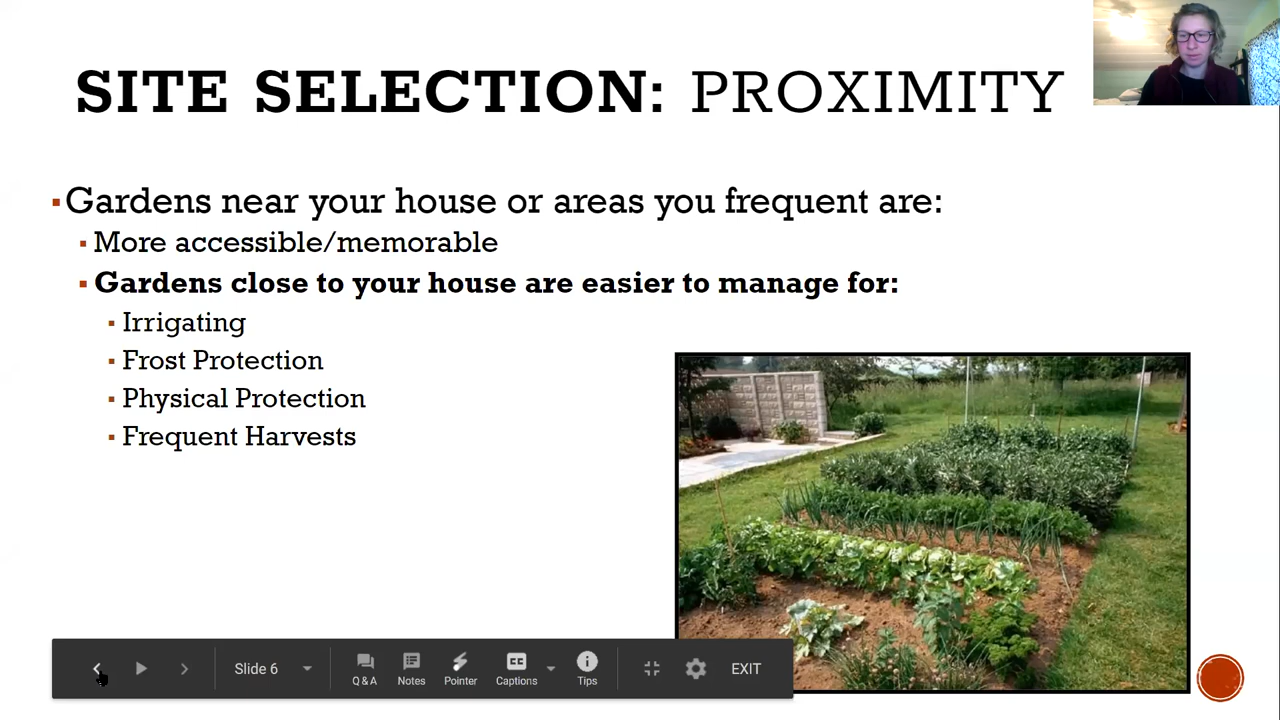 SITE SELECTION: PROXIMITY
Gardens near your house or areas you frequent are:
More accessible/memorable
Gardens close to your house are easier to manage for:
Irrigating
Frost Protection
Physical Protection
Frequent Harvests
Slide 6
Q & A
Notes
Pointer
CC
Captions
Tips
EXIT